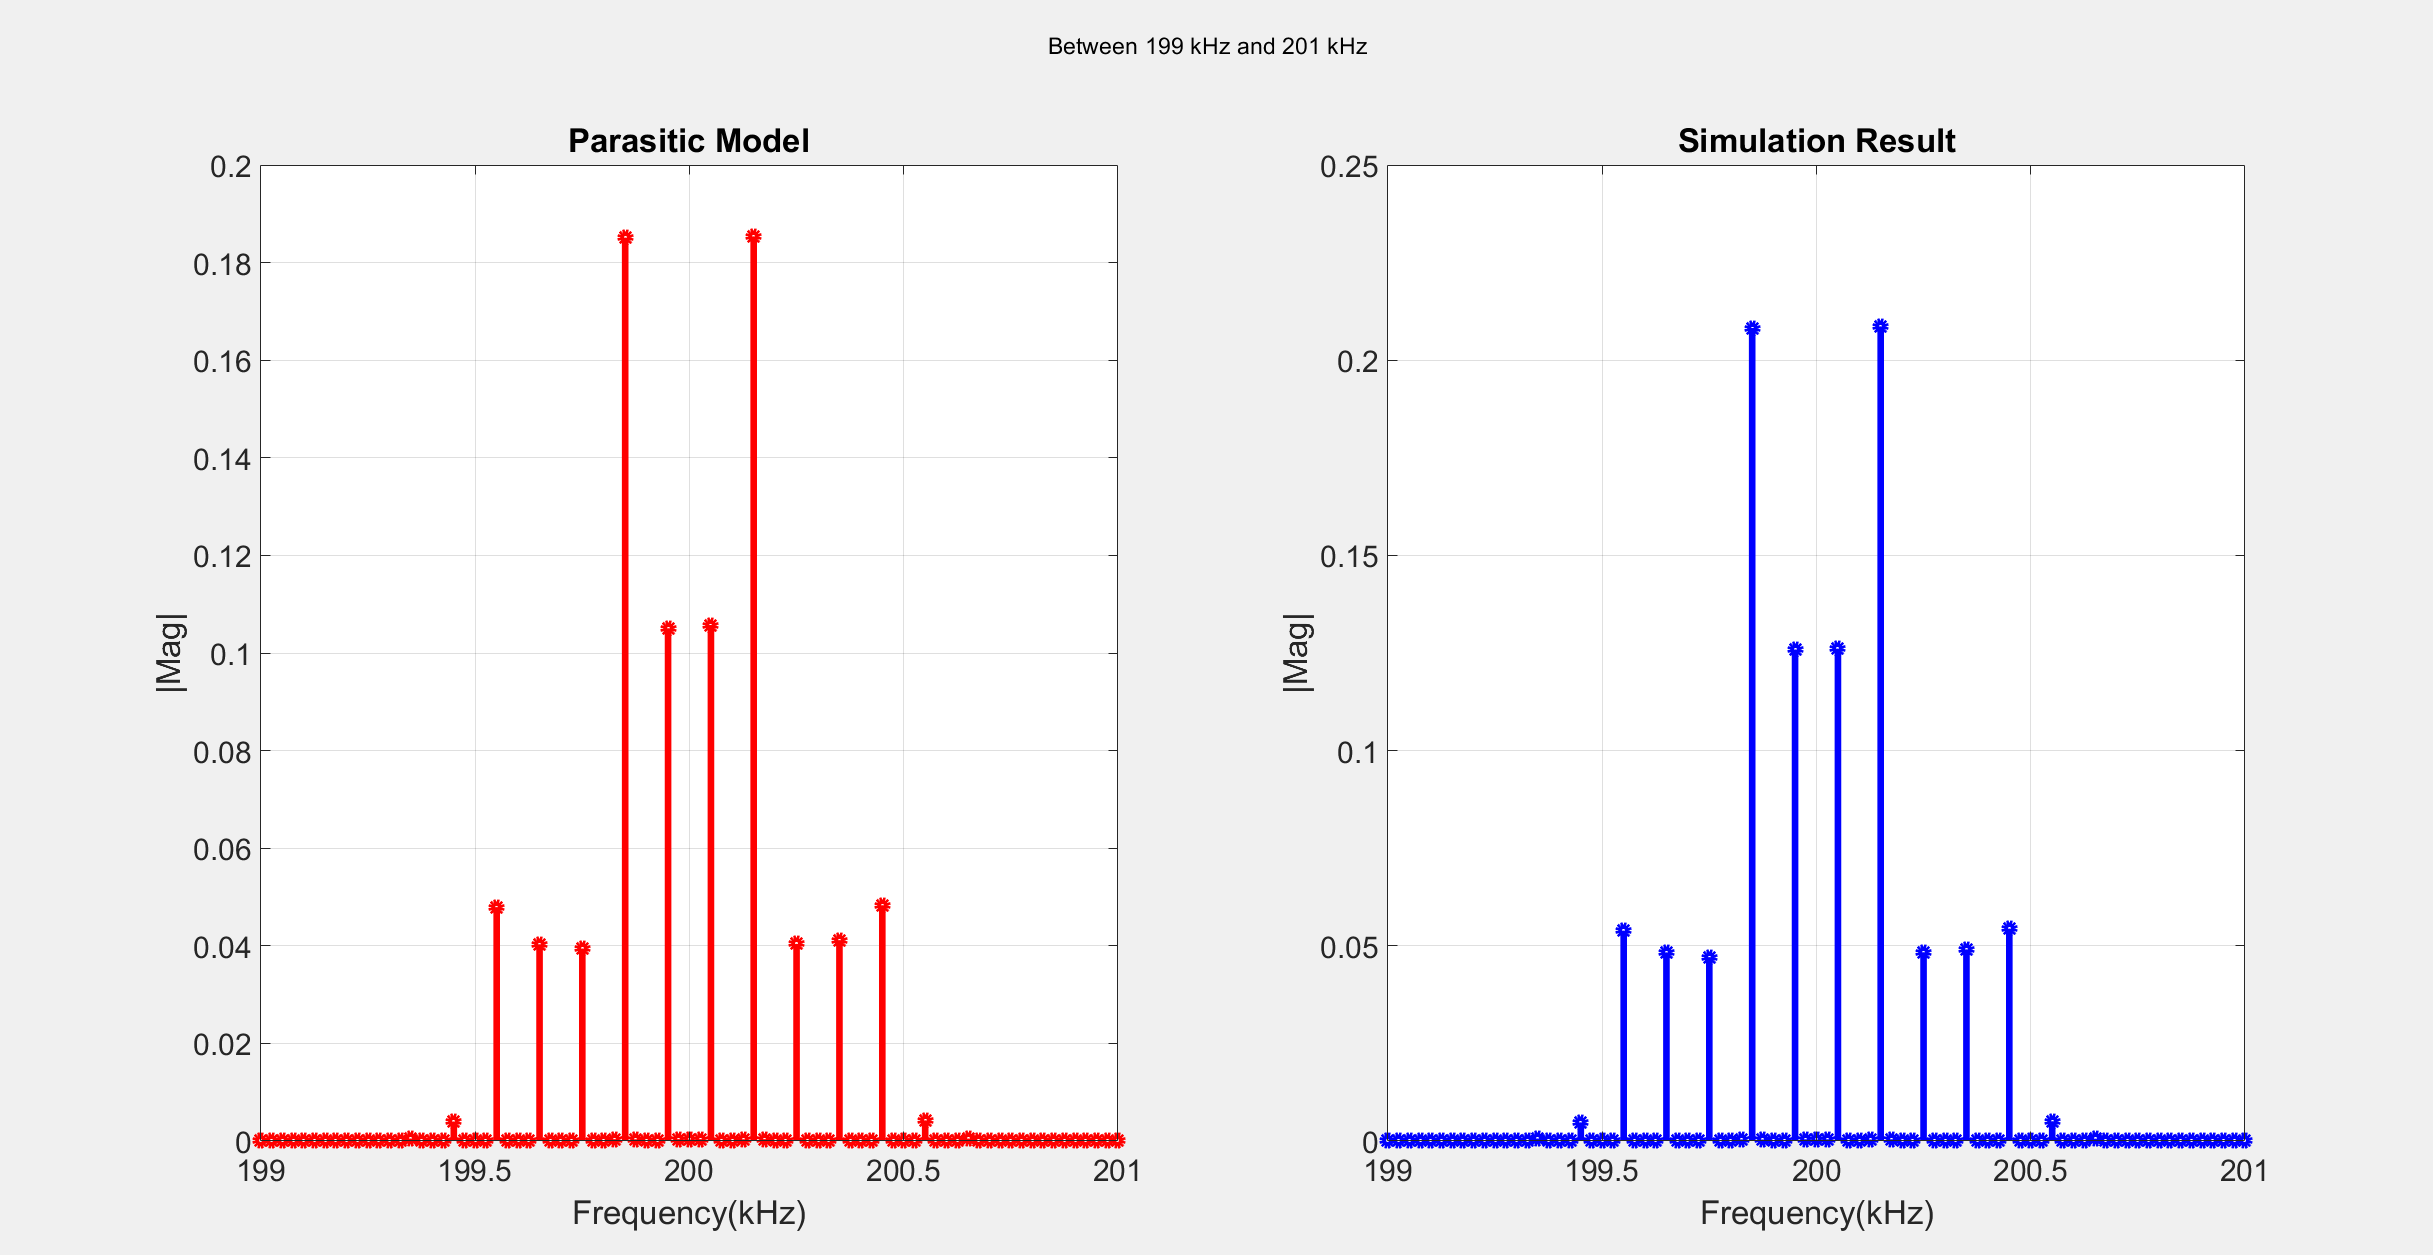 Between 199 kHz and 201 kHz
Parasitic Model
0.2
0.18
0.16
0.14
0.12
0.1
0.08
0.06
0.04
0.02
0
|Mag|
199 199.5 200 200.5 201
Frequency(kHz)
Simulation Result
0.25
0.2
0.15
0.1
0.05
0
|Mag|
199 199.5 200 200.5 201
Frequency(kHz)